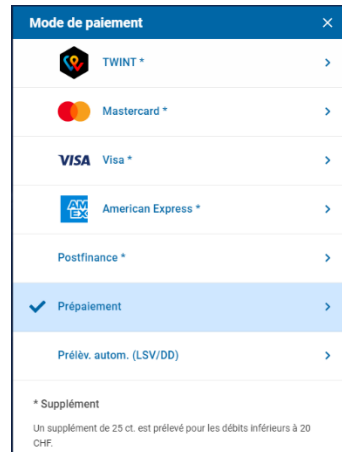 Mode de paiement
TWINT *
Mastercard *
VISA Visa *
AM EX American Express *
Postfinance *
Prépaiement
Prélèv. autom. (LSV/DD)
* Supplément
Un supplément de 25 ct. est prélevé pour les débits inférieurs à 20
CHF.